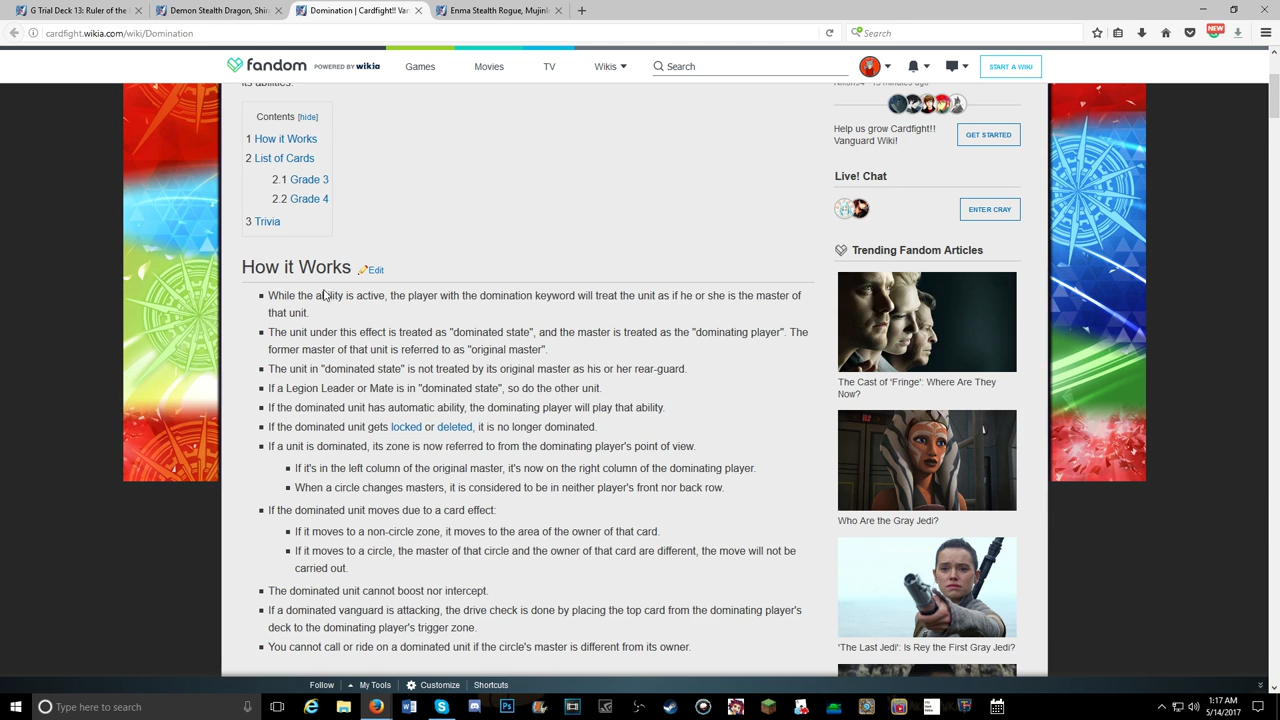 G Trial Deck 13: Ruler of the
Demon Stealth Dragon, Shir
Domination | Cardfight!! Van
Enma Stealth Rogue, Mujinl
cardfight.wikia.com/wiki/Domination
Search
NEW
fandom POWERED BY wikia
Games
Movies
TV
Wikis
Search
START A WIKI
its abilities.
Contents [hide]
1 How it Works
2 List of Cards
2.1 Grade 3
2.2 Grade 4
3 Trivia
How it Works
Edit
While the ability is active, the player with the domination keyword will treat the unit as if he or she is the master of
that unit.
The unit under this effect is treated as "dominated state", and the master is treated as the "dominating player". The
former master of that unit is referred to as "original master".
The unit in "dominated state" is not treated by its original master as his or her rear-guard.
If a Legion Leader or Mate is in "dominated state", so do the other unit.
If the dominated unit has automatic ability, the dominating player will play that ability.
If the dominated unit gets locked or deleted, it is no longer dominated.
If a unit is dominated, its zone is now referred to from the dominating player's point of view.
If it's in the left column of the original master, it's now on the right column of the dominating player.
When a circle changes masters, it is considered to be in neither player's front nor back row.
If the dominated unit moves due to a card effect:
If it moves to a non-circle zone, it moves to the area of the owner of that card.
If it moves to a circle, the master of that circle and the owner of that card are different, the move will not be
carried out.
The dominated unit cannot boost nor intercept.
If a dominated vanguard is attacking, the drive check is done by placing the top card from the dominating player's
deck to the dominating player's trigger zone.
You cannot call or ride on a dominated unit if the circle's master is different from its owner.
Help us grow Cardfight!!
Vanguard Wiki!
GET STARTED
Live! Chat
ENTER CRAY
Trending Fandom Articles
The Cast of 'Fringe': Where Are They
Now?
Who Are the Gray Jedi?
'The Last Jedi': Is Rey the First Gray Jedi?
Follow
My Tools
Customize
Shortcuts
Type here to search
1:17 AM
5/14/2017